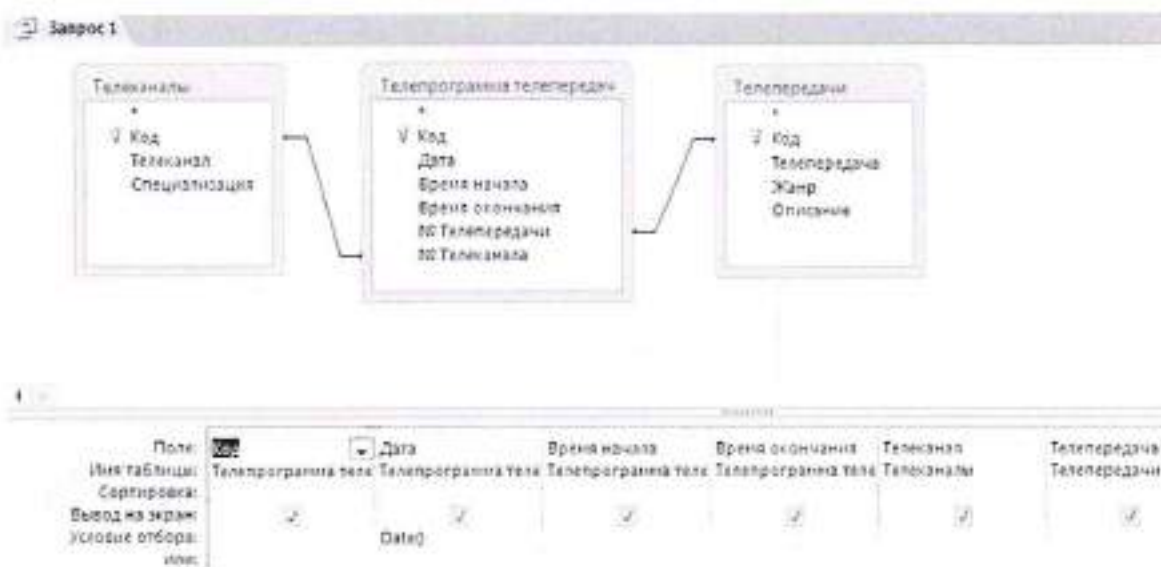 Запрос 1
Телеканалы
*
Код
Телеканал
Специализация
Телепрограмма телепередач
*
Код
Дата
Время начала
Время окончания
№ Телепередачи
№ Телеканала
Телепередачи
*
Код
Телепередача
Жанр
Описание
Поле: Код Дата Время начала Время окончания Телеканал Телепередача
Имя таблицы: Телепрограмма теле Телепрограмма теле Телепрограмма теле Телепрограмма теле Телеканалы Телепередачи
Сортировка:
Вывод на экран:
Условие отбора: Date()
или: